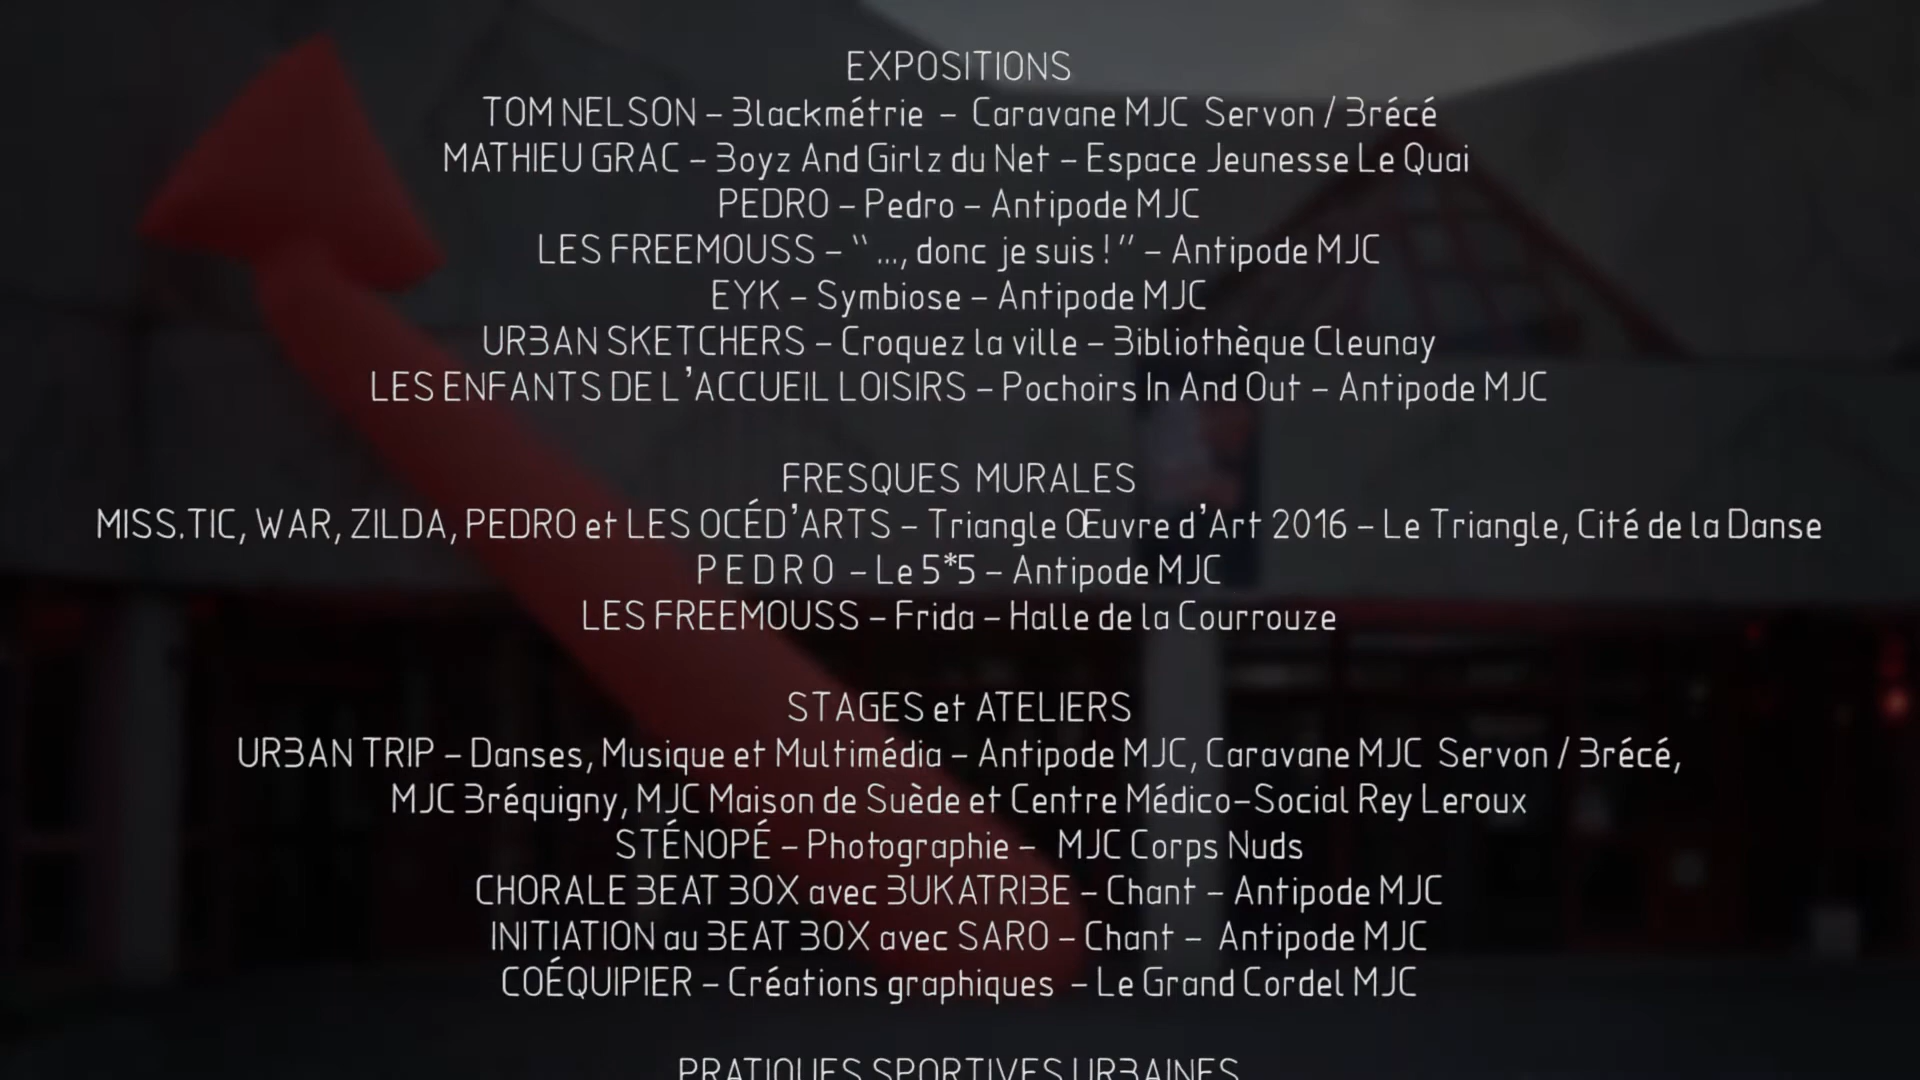 EXPOSITIONS
TOM NELSON – Blackmétrie – Caravane MJC Servon / Brécé
MATHIEU GRAC – Boyz And Girlz du Net – Espace Jeunesse Le Quai
PEDRO – Pedro – Antipode MJC
LES FREEMOUSS – “ ..., donc je suis ! ” – Antipode MJC
EYK – Symbiose – Antipode MJC
URBAN SKETCHERS – Croquez la ville – Bibliothèque Cleunay
LES ENFANTS DE L’ACCUEIL LOISIRS – Pochoirs In And Out – Antipode MJC
FRESQUES MURALES
MISS.TIC, WAR, ZILDA, PEDRO et LES OCÉD’ARTS – Triangle Œuvre d’Art 2016 – Le Triangle, Cité de la Danse
P E D R O – Le 5*5 – Antipode MJC
LES FREEMOUSS – Frida – Halle de la Courrouze
STAGES et ATELIERS
URBAN TRIP – Danses, Musique et Multimédia – Antipode MJC, Caravane MJC Servon / Brécé,
MJC Bréquigny, MJC Maison de Suède et Centre Médico-Social Rey Leroux
STÉNOPÉ – Photographie – MJC Corps Nuds
CHORALE BEAT BOX avec BUKATRIBE – Chant – Antipode MJC
INITIATION au BEAT BOX avec SARO – Chant – Antipode MJC
COÉQUIPIER – Créations graphiques – Le Grand Cordel MJC
PRATIQUES SPORTIVES URBAINES